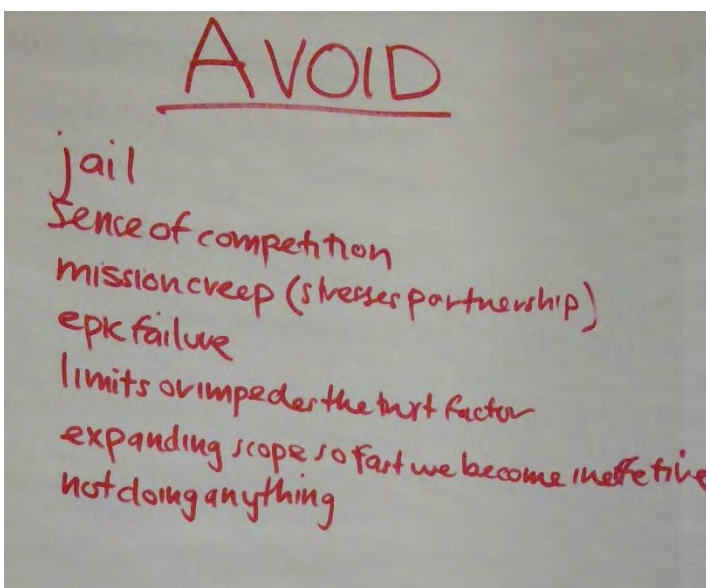 AVOID
jail
sence of competition
mission creep (stresses partnership)
epic failure
limits or impedes the trust factor
expanding scope so fast we become ineffetive
not doing anything